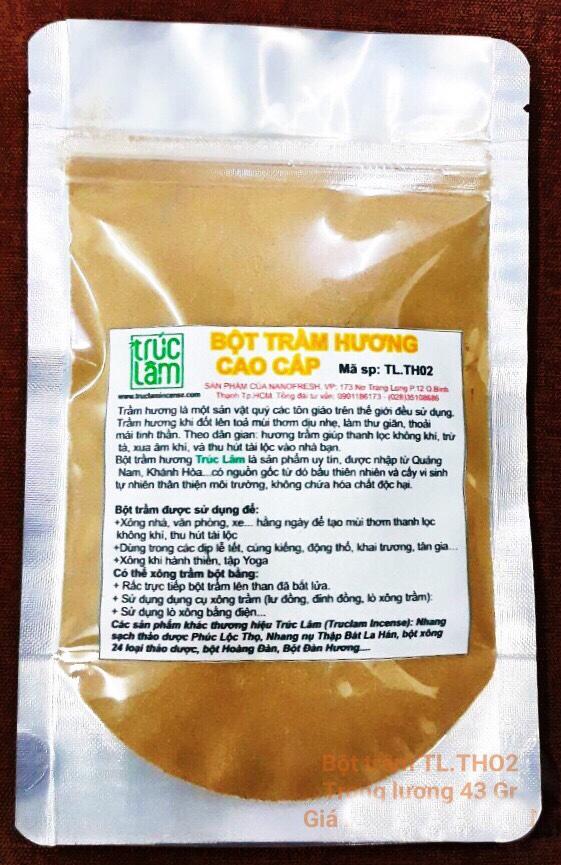 trúc
Lâm
www.truclamincense.com
BỘT TRẦM HƯƠNG
CAO CẤP Mã sp: TL.TH02
SẢN PHẨM CỦA NANOFRESH. VP: 173 Nơ Trang Long P.12 Q.Bình
Thạnh Tp.HCM. Tổng đài tư vấn: 0901186173 - (028)35108686
Trầm hương là một sản vật quý các tôn giáo trên thế giới đều sử dụng.
Trầm hương khi đốt lên toả mùi thơm dịu nhẹ, làm thư giãn, thoải
mái tinh thần. Theo dân gian: hương trầm giúp thanh lọc không khí, trừ
tà, xua âm khí, và thu hút tài lộc vào nhà bạn.
Bột trầm hương Trúc Lâm là sản phẩm uy tín, được nhập từ Quảng
Nam, Khánh Hòa...có nguồn gốc từ dó bầu thiên nhiên và cấy vi sinh
tự nhiên thân thiện môi trường, không chứa hóa chất độc hại.
Bột trầm được sử dụng để:
+Xông nhà, văn phòng, xe... hằng ngày để tạo mùi thơm thanh lọc
không khí, thu hút tài lộc
+Dùng trong các dịp lễ tết, cúng kiếng, động thổ, khai trương, tân gia...
+Xông khi hành thiền, tập Yoga
Có thể xông trầm bột bằng:
+ Rắc trực tiếp bột trầm lên than đã bắt lửa.
+ Sử dụng dụng cụ xông trầm (lư đồng, đỉnh đồng, lò xông trầm):
+ Sử dụng lò xông bằng điện...
Các sản phẩm khác thương hiệu Trúc Lâm (Truclam Incense): Nhang
sạch thảo dược Phúc Lộc Thọ, Nhang nụ Thập Bát La Hán, bột xông
24 loại thảo dược, bột Hoàng Đàn, Bột Đàn Hương....
Bột trầm TL.TH02
Trọng lượng 43 Gr
Giá